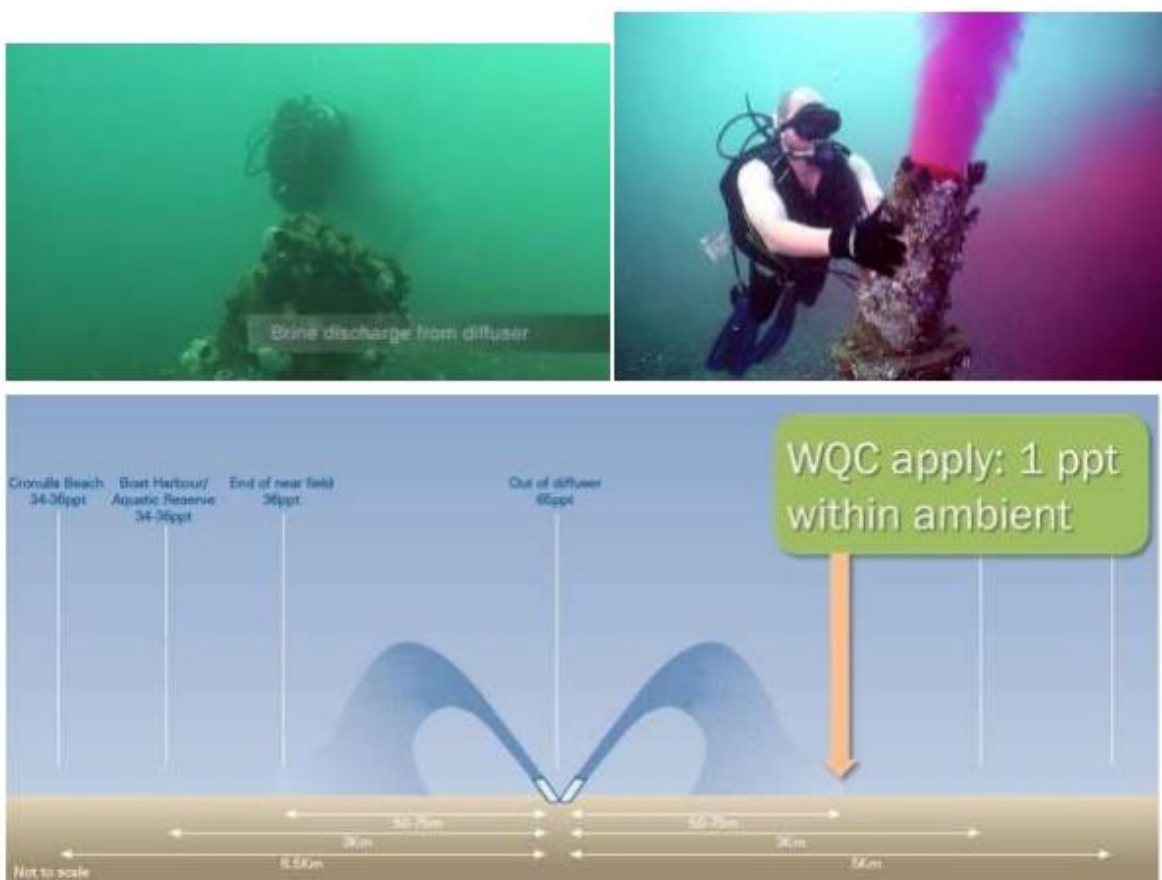 Brine discharge from diffuser
WQC apply: 1 ppt
within ambient
Cronulla Beach
34-36ppt
Boat Harbour/
Aquatic Reserve
34-36ppt
End of near field
36ppt
Out of diffuser
65ppt
50-75m
50-75m
3Km
3Km
8.5Km
5Km
Not to scale